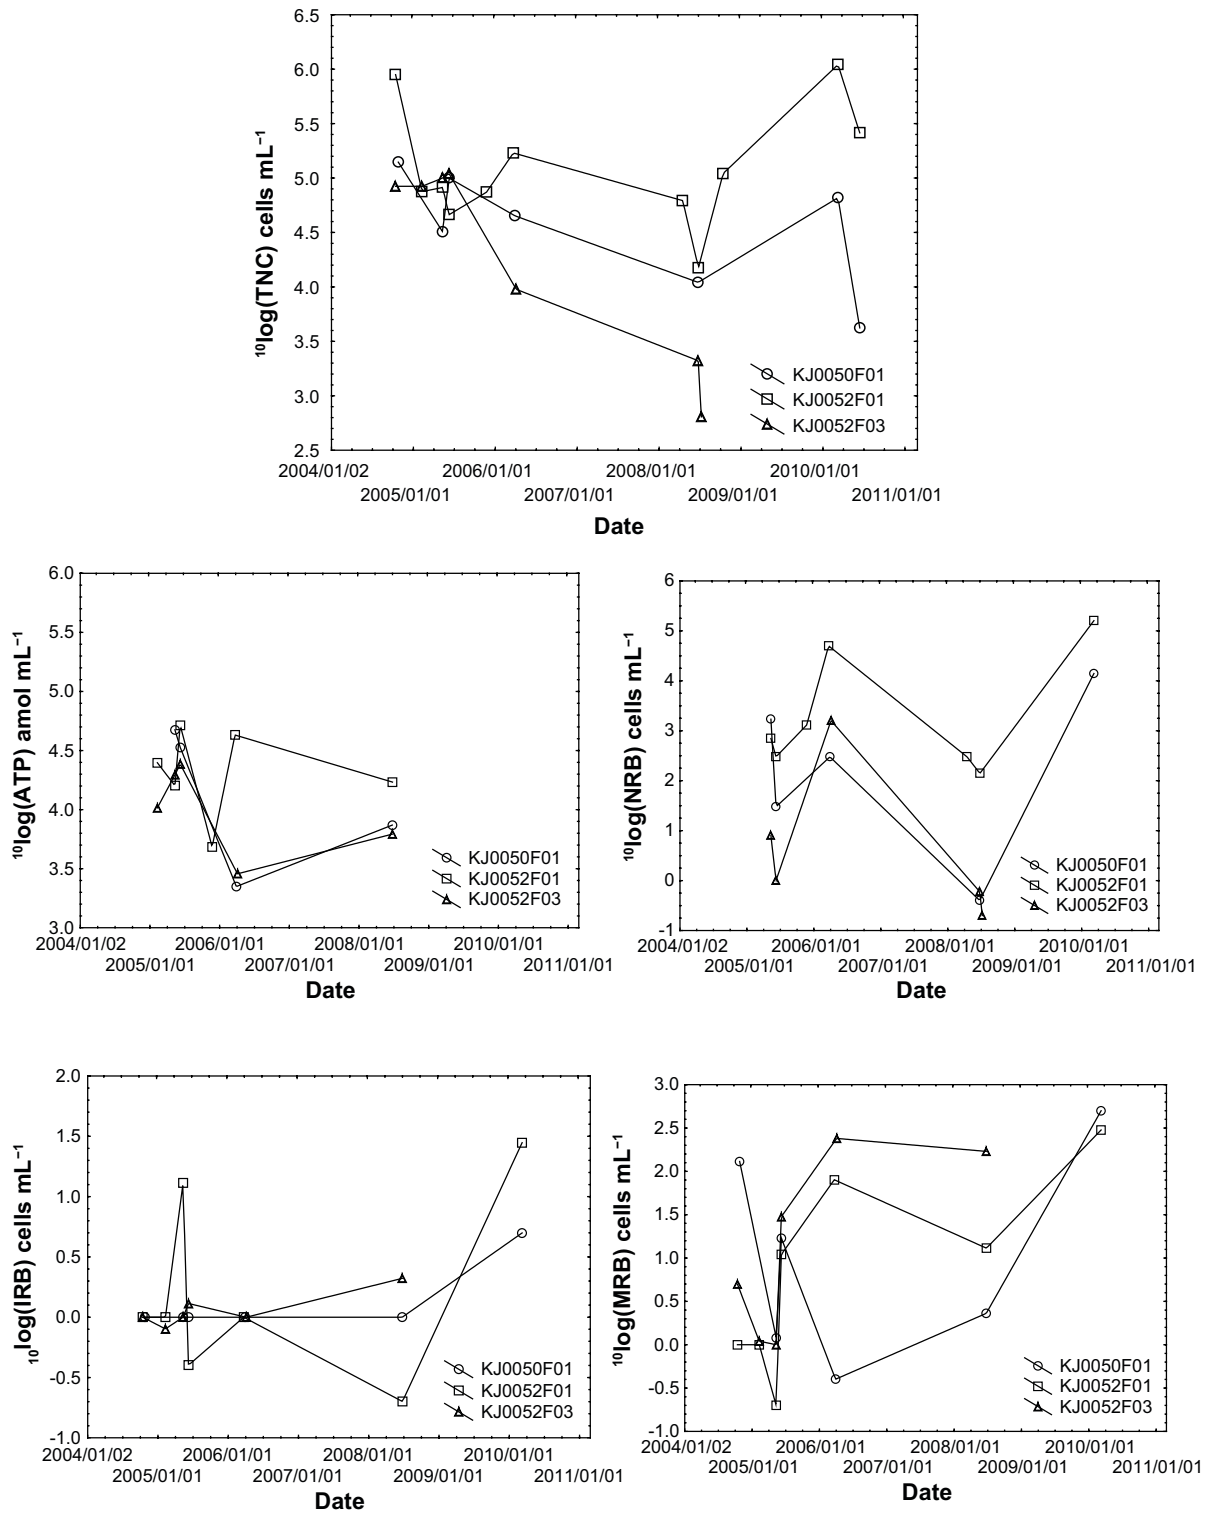 6.5
6.0
5.5
5.0
4.5
4.0
3.5
3.0
2.5
¹⁰log(TNC) cells mL⁻¹
KJ0050F01
KJ0052F01
KJ0052F03
2004/01/02 2006/01/01 2008/01/01 2010/01/01
2005/01/01 2007/01/01 2009/01/01 2011/01/01
Date
6.0
5.5
5.0
4.5
4.0
3.5
3.0
¹⁰log(ATP) amol mL⁻¹
KJ0050F01
KJ0052F01
KJ0052F03
2004/01/02 2006/01/01 2008/01/01 2010/01/01
2005/01/01 2007/01/01 2009/01/01 2011/01/01
Date
6
5
4
3
2
1
0
-1
¹⁰log(NRB) cells mL⁻¹
KJ0050F01
KJ0052F01
KJ0052F03
2004/01/02 2006/01/01 2008/01/01 2010/01/01
2005/01/01 2007/01/01 2009/01/01 2011/01/01
Date
2.0
1.5
1.0
0.5
0.0
-0.5
-1.0
₁₀log(IRB) cells mL⁻¹
KJ0050F01
KJ0052F01
KJ0052F03
2004/01/02 2006/01/01 2008/01/01 2010/01/01
2005/01/01 2007/01/01 2009/01/01 2011/01/01
Date
3.0
2.5
2.0
1.5
1.0
0.5
0.0
-0.5
-1.0
¹⁰log(MRB) cells mL⁻¹
KJ0050F01
KJ0052F01
KJ0052F03
2004/01/02 2006/01/01 2008/01/01 2010/01/01
2005/01/01 2007/01/01 2009/01/01 2011/01/01
Date